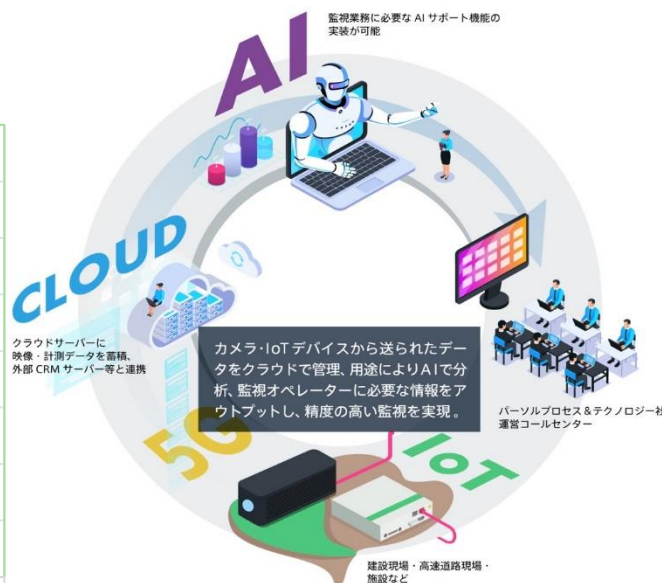 監視業務に必要な AI サポート機能の
実装が可能
AI
CLOUD
クラウドサーバーに
映像・計測データを蓄積、
外部 CRM サーバー等と連携
カメラ・IoTデバイスから送られたデー
タをクラウドで管理、用途によりAIで分
析、監視オペレーターに必要な情報をア
ウトプットし、精度の高い監視を実現。
パーソルプロセス＆テクノロジー社
運営コールセンター
5G
IoT
建設現場・高速道路現場・
施設など